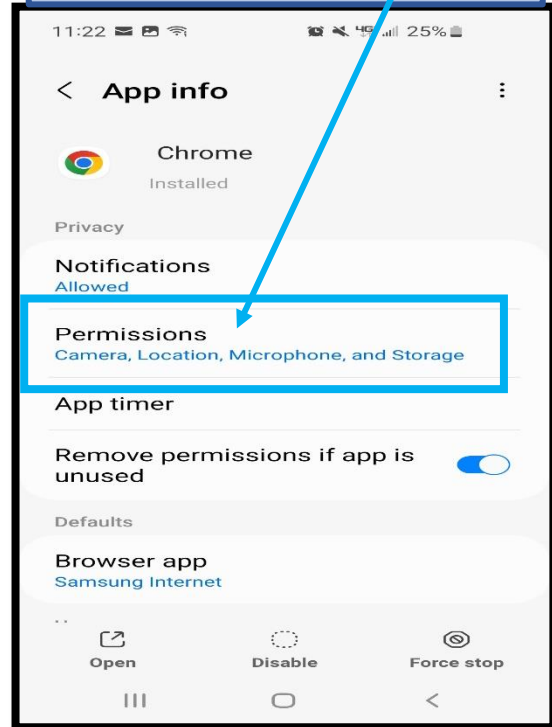 11:22 4G 25%
App info
Chrome
Installed
Privacy
Notifications
Allowed
Permissions
Camera, Location, Microphone, and Storage
App timer
Remove permissions if app is
unused
Defaults
Browser app
Samsung Internet
Open Disable Force stop